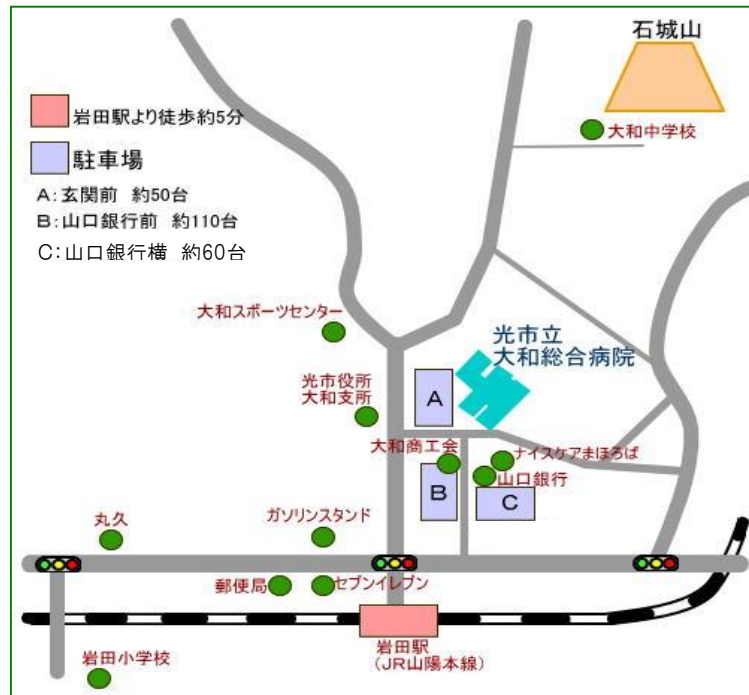 石城山
岩田駅より徒歩約5分
大和中学校
駐車場
A:玄関前 約50台
B:山口銀行前 約110台
C:山口銀行横 約60台
大和スポーツセンター
光市立
大和総合病院
光市役所
大和支所
A
大和商工会
ナイスケアまほろば
山口銀行
B
C
丸久
ガソリンスタンド
郵便局
セブンイレブン
岩田駅
(JR山陽本線)
岩田小学校